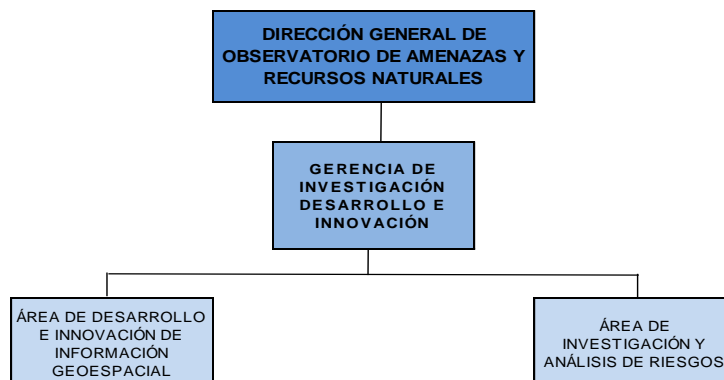 DIRECCIÓN GENERAL DE
OBSERVATORIO DE AMENAZAS Y
RECURSOS NATURALES
GERENCIA DE
INVESTIGACIÓN
DESARROLLO E
INNOVACIÓN
ÁREA DE DESARROLLO
E INNOVACIÓN DE
INFORMACIÓN
GEOESPACIAL
ÁREA DE
INVESTIGACIÓN Y
ANÁLISIS DE RIESGOS